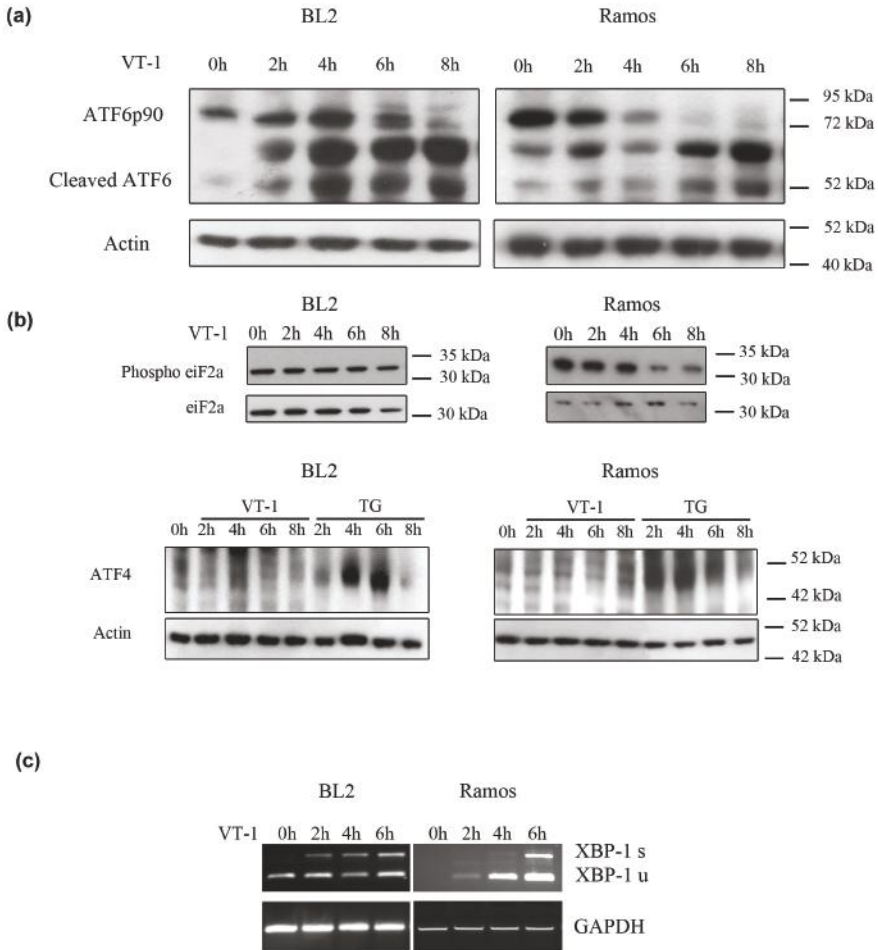 (a)
BL2 Ramos
VT-1 0h 2h 4h 6h 8h 0h 2h 4h 6h 8h
95 kDa
ATF6p90
72 kDa
Cleaved ATF6
52 kDa
52 kDa
Actin
40 kDa
(b)
BL2 Ramos
VT-1 0h 2h 4h 6h 8h 0h 2h 4h 6h 8h
35 kDa 35 kDa
Phospho eiF2a
30 kDa 30 kDa
eiF2a
30 kDa 30 kDa
BL2 Ramos
VT-1 TG VT-1 TG
0h 2h 4h 6h 8h 2h 4h 6h 8h 0h 2h 4h 6h 8h 2h 4h 6h 8h
52 kDa
ATF4
42 kDa
52 kDa
Actin
42 kDa
(c)
BL2 Ramos
VT-1 0h 2h 4h 6h 0h 2h 4h 6h
XBP-1 s
XBP-1 u
GAPDH